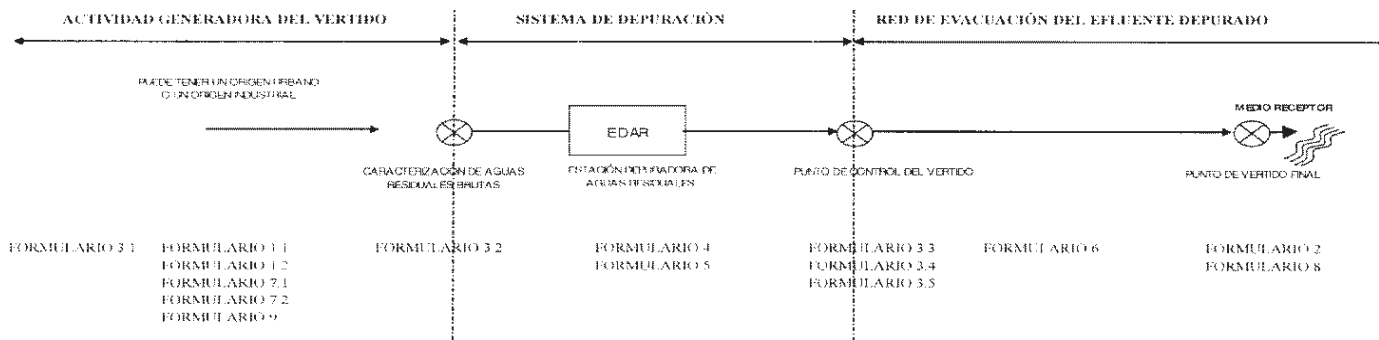 ACTIVIDAD GENERADORA DEL VERTIDO
SISTEMA DE DEPURACIÓN
RED DE EVACUACIÓN DEL EFLUENTE DEPURADO
PUEDE TENER UN ORIGEN URBANO
O UN ORIGEN INDUSTRIAL
MEDIO RECEPTOR
EDAR
CARACTERIZACIÓN DE AGUAS
RESIDUALES BRUTAS
ESTACIÓN DEPURADORA DE
AGUAS RESIDUALES
PUNTO DE CONTROL DEL VERTIDO
PUNTO DE VERTIDO FINAL
FORMULARIO 3.1
FORMULARIO 1.1
FORMULARIO 1.2
FORMULARIO 7.1
FORMULARIO 7.2
FORMULARIO 9
FORMULARIO 3.2
FORMULARIO 4
FORMULARIO 5
FORMULARIO 3.3
FORMULARIO 3.4
FORMULARIO 3.5
FORMULARIO 6
FORMULARIO 2
FORMULARIO 8